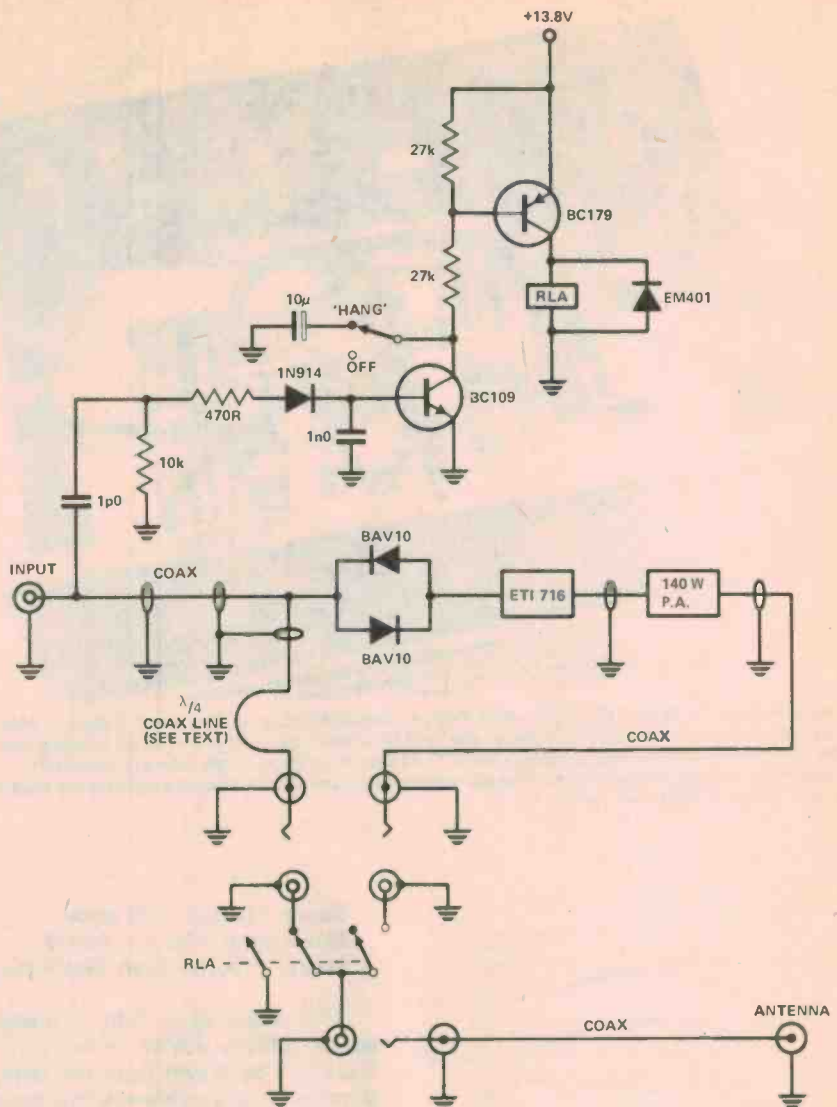 +13.8V
27k
BC179
27k
RLA
EM401
10μ
'HANG'
OFF
1N914
BC109
470R
1n0
10k
1p0
BAV10
INPUT
COAX
ETI 716
140 W
P.A.
BAV10
λ/4
COAX LINE
(SEE TEXT)
COAX
RLA
ANTENNA
COAX